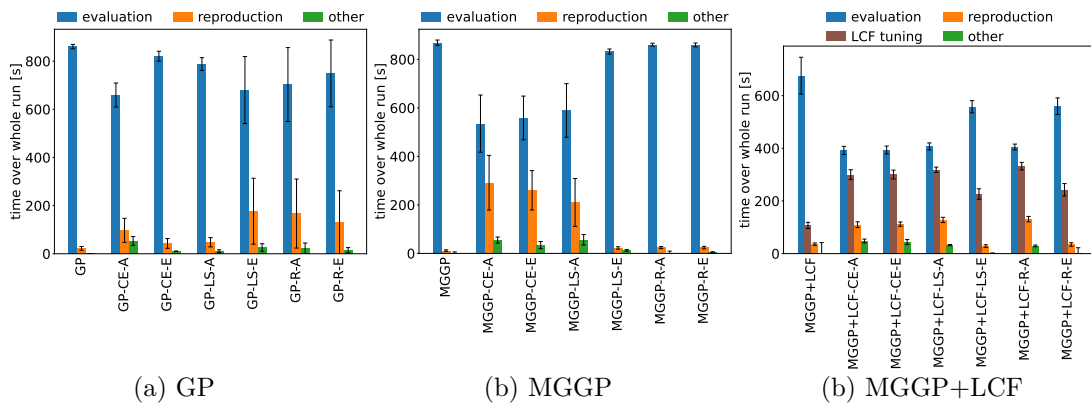 evaluation reproduction other
time over whole run [s]
800
600
400
200
0
GP
GP-CE-A
GP-CE-E
GP-LS-A
GP-LS-E
GP-R-A
GP-R-E
(a) GP
evaluation reproduction other
time over whole run [s]
800
600
400
200
0
MGGP
MGGP-CE-A
MGGP-CE-E
MGGP-LS-A
MGGP-LS-E
MGGP-R-A
MGGP-R-E
(b) MGGP
evaluation reproduction
LCF tuning other
time over whole run [s]
600
400
200
0
MGGP+LCF
MGGP+LCF-CE-A
MGGP+LCF-CE-E
MGGP+LCF-LS-A
MGGP+LCF-LS-E
MGGP+LCF-R-A
MGGP+LCF-R-E
(b) MGGP+LCF